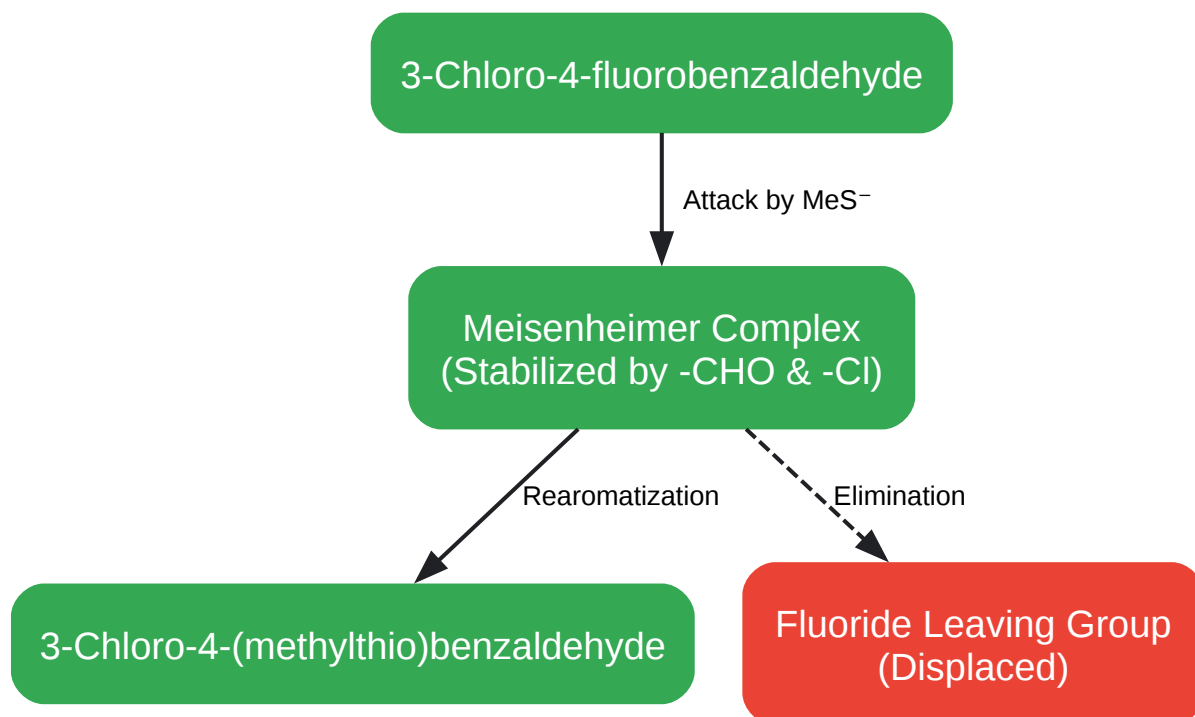 3-Chloro-4-fluorobenzaldehyde
Attack by MeS⁻
Meisenheimer Complex
(Stabilized by -CHO & -Cl)
Rearomatization
Elimination
3-Chloro-4-(methylthio)benzaldehyde
Fluoride Leaving Group
(Displaced)